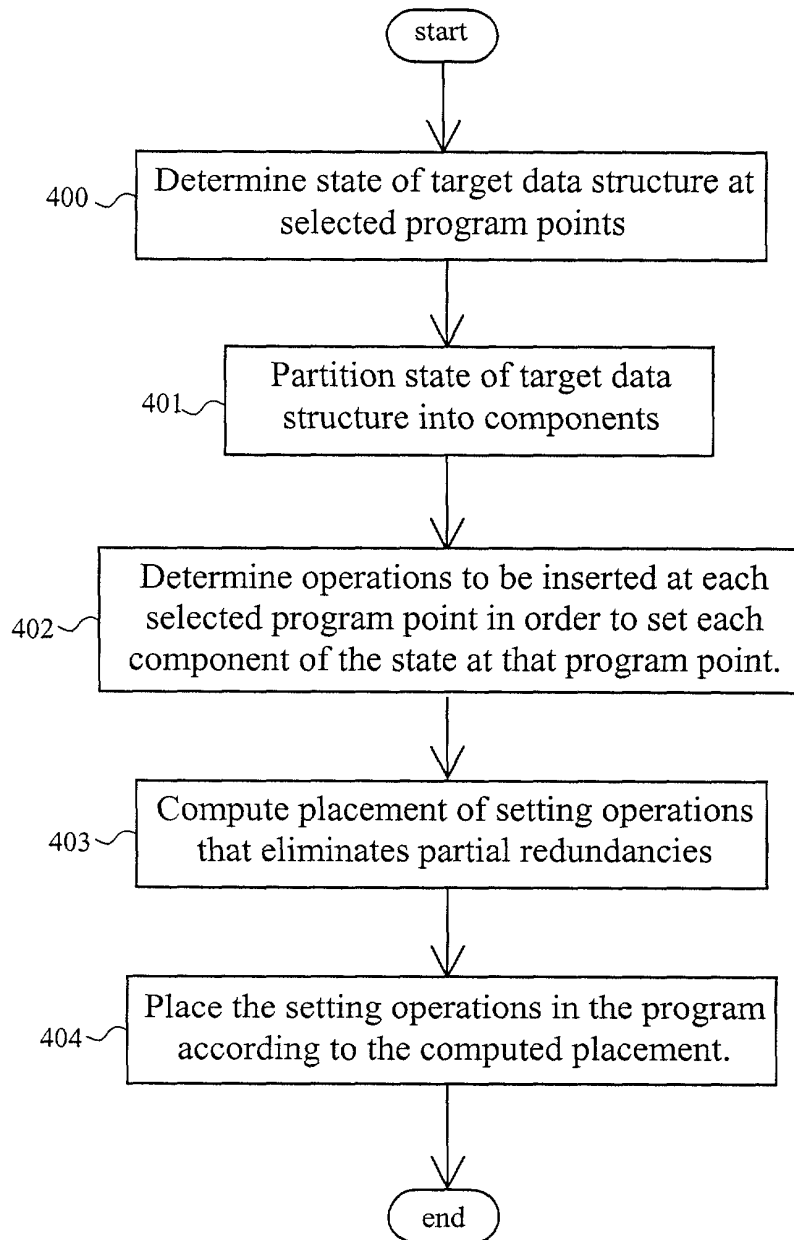 start
400
Determine state of target data structure at
selected program points
401
Partition state of target data
structure into components
402
Determine operations to be inserted at each
selected program point in order to set each
component of the state at that program point.
403
Compute placement of setting operations
that eliminates partial redundancies
404
Place the setting operations in the program
according to the computed placement.
end